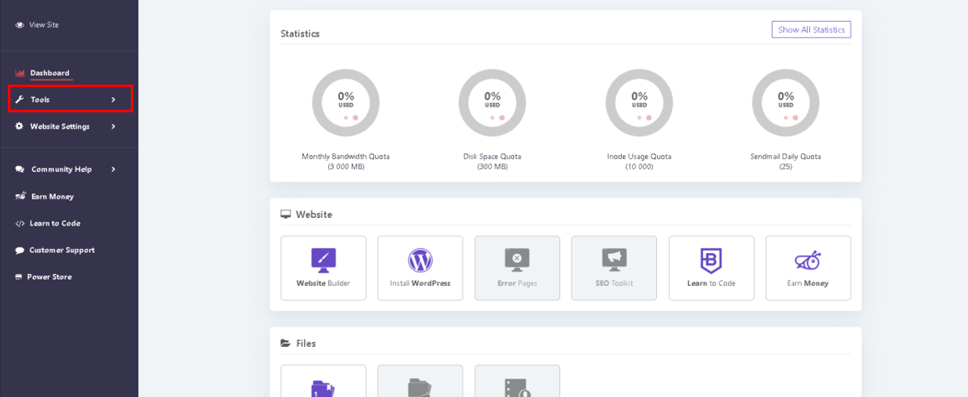 View Site
Dashboard
Tools
Website Settings
Community Help
Earn Money
Learn to Code
Customer Support
Power Store
Statistics
Show All Statistics
0% 0% 0% 0%
USED USED USED USED
Monthly Bandwidth Quota Disk Space Quota Inode Usage Quota Sendmail Daily Quota
(3 000 MB) (300 MB) (10 000) (25)
Website
Website Builder Install WordPress Error Pages SEO Toolkit Learn to Code Earn Money
Files